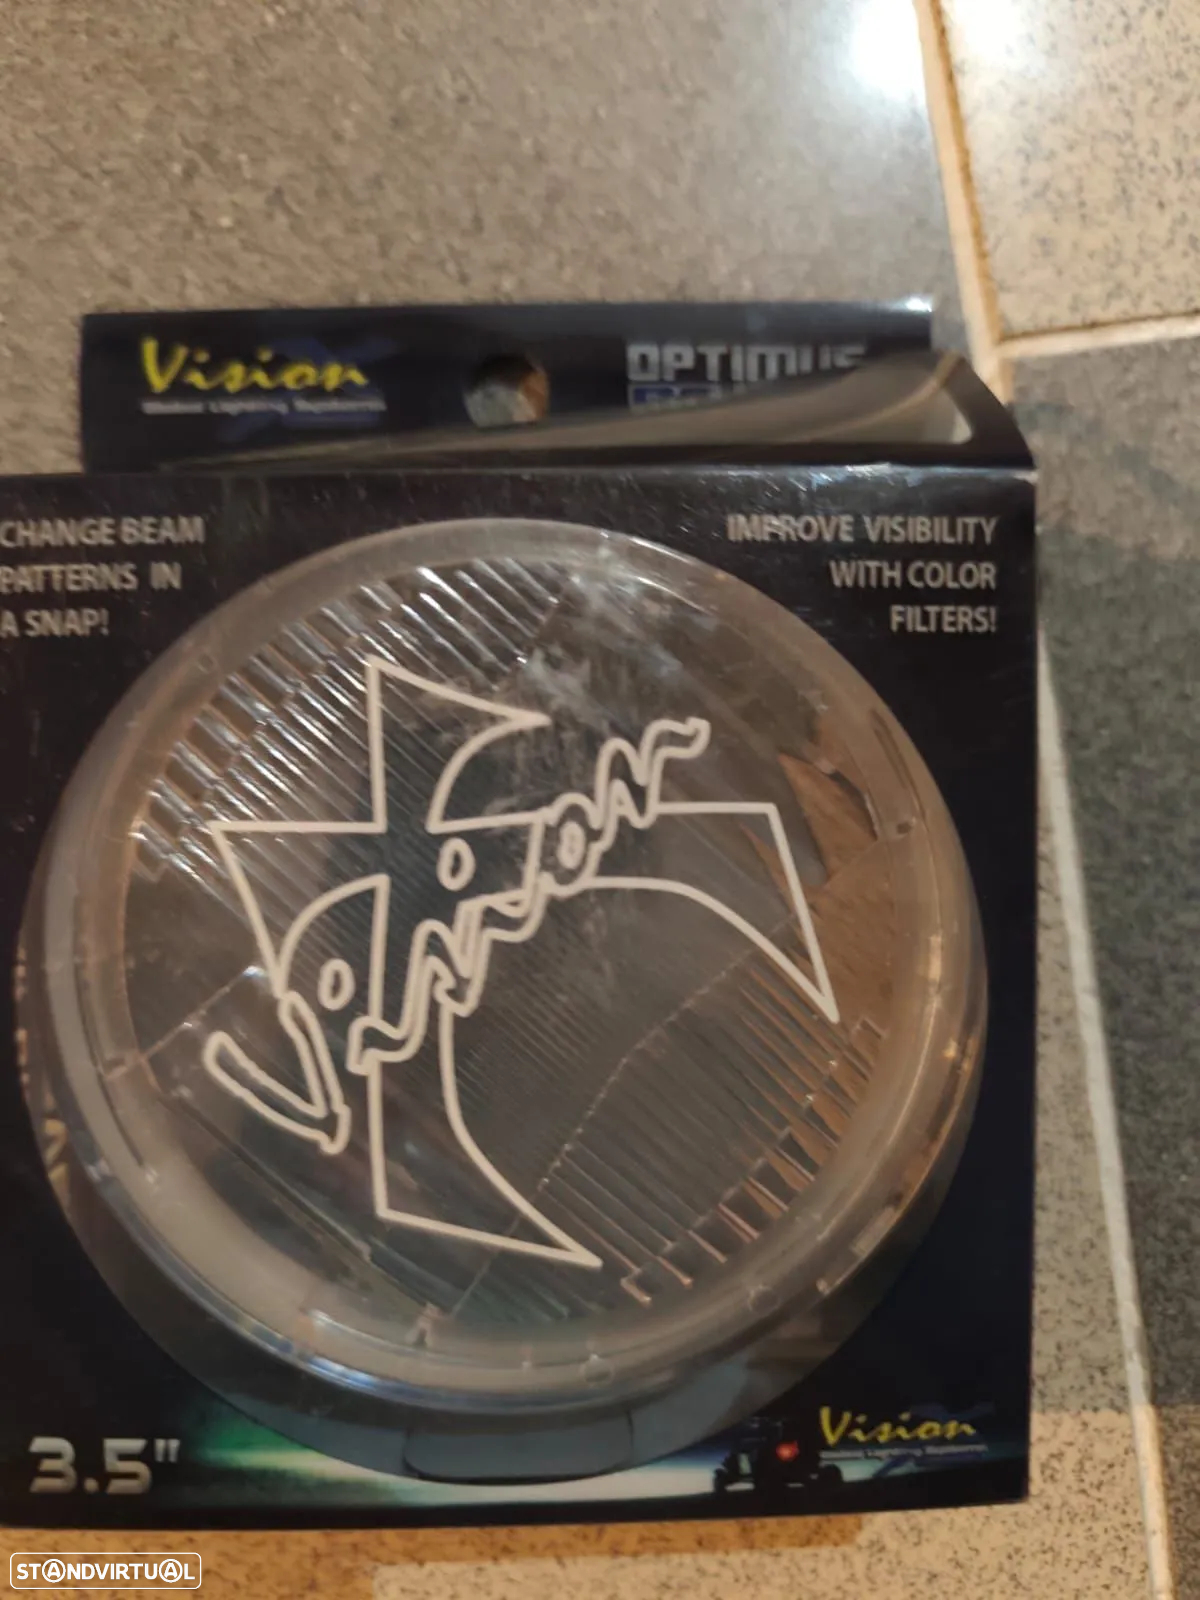 Vision
OPTIMUS
CHANGE BEAM
PATTERNS IN
A SNAP!
IMPROVE VISIBILITY
WITH COLOR
FILTERS!
Vision
3.5"
Vision
STANDVIRTUAL